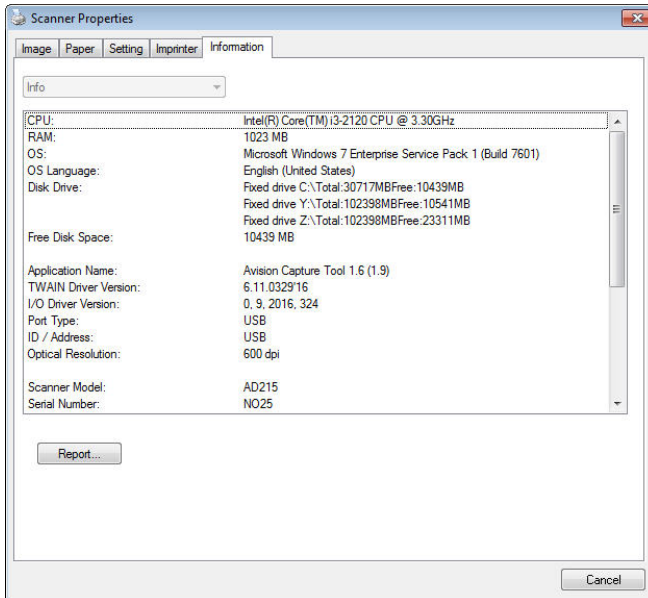 Scanner Properties
Image Paper Setting Imprinter Information
Info
CPU: Intel(R) Core(TM) i3-2120 CPU @ 3.30GHz
RAM: 1023 MB
OS: Microsoft Windows 7 Enterprise Service Pack 1 (Build 7601)
OS Language: English (United States)
Disk Drive: Fixed drive C:\Total:30717MBFree:10439MB
Fixed drive Y:\Total:102398MBFree:10541MB
Fixed drive Z:\Total:102398MBFree:23311MB
Free Disk Space: 10439 MB
Application Name: Avision Capture Tool 1.6 (1.9)
TWAIN Driver Version: 6.11.0329'16
I/O Driver Version: 0, 9, 2016, 324
Port Type: USB
ID / Address: USB
Optical Resolution: 600 dpi
Scanner Model: AD215
Serial Number: NO25
Report...
Cancel